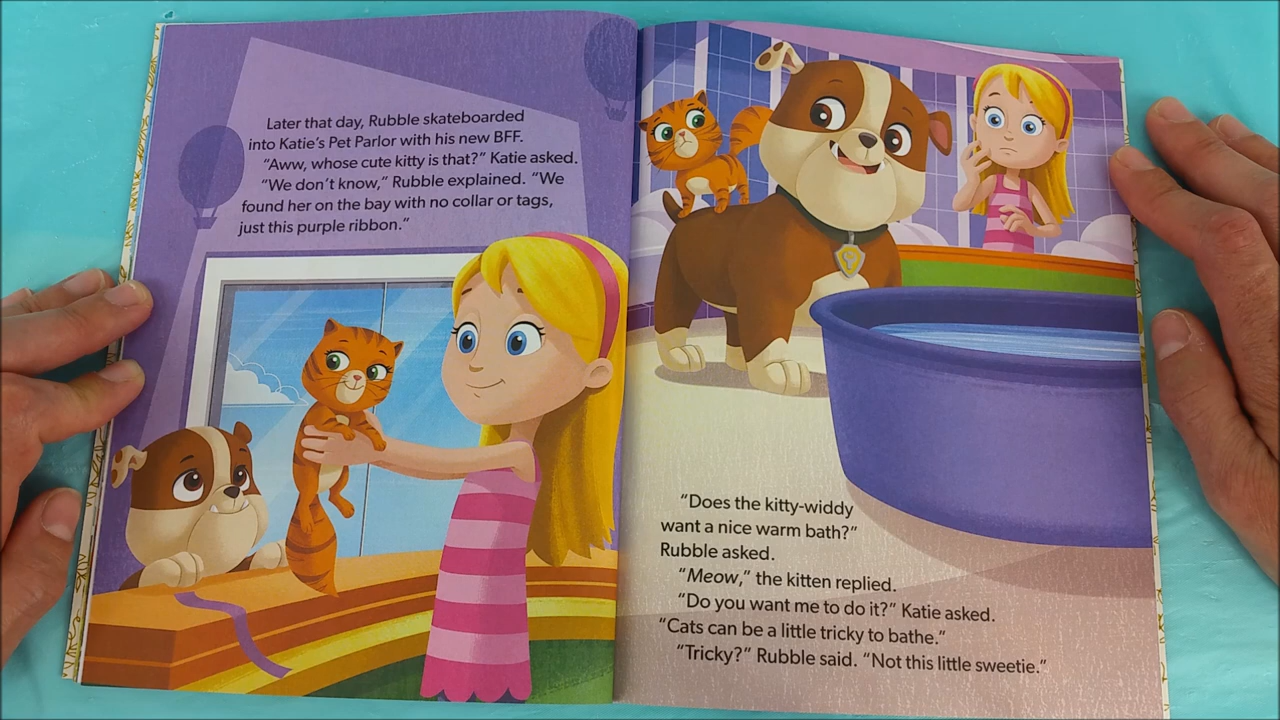 Later that day, Rubble skateboarded
into Katie's Pet Parlor with his new BFF.
"Aww, whose cute kitty is that?" Katie asked.
"We don't know," Rubble explained. "We
found her on the bay with no collar or tags,
just this purple ribbon."
"Does the kitty-widdy
want a nice warm bath?"
Rubble asked.
"Meow," the kitten replied.
"Do you want me to do it?" Katie asked.
"Cats can be a little tricky to bathe."
"Tricky?" Rubble said. "Not this little sweetie."